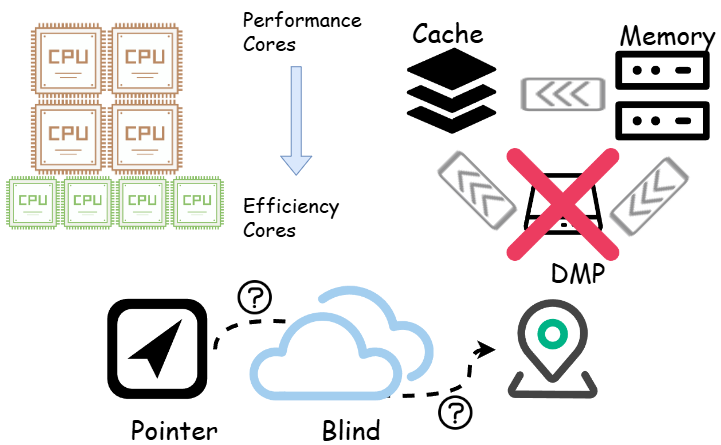 CPU CPU
CPU CPU
CPU CPU CPU CPU
Performance
Cores
Efficiency
Cores
Cache
Memory
DMP
?
?
Pointer
Blind